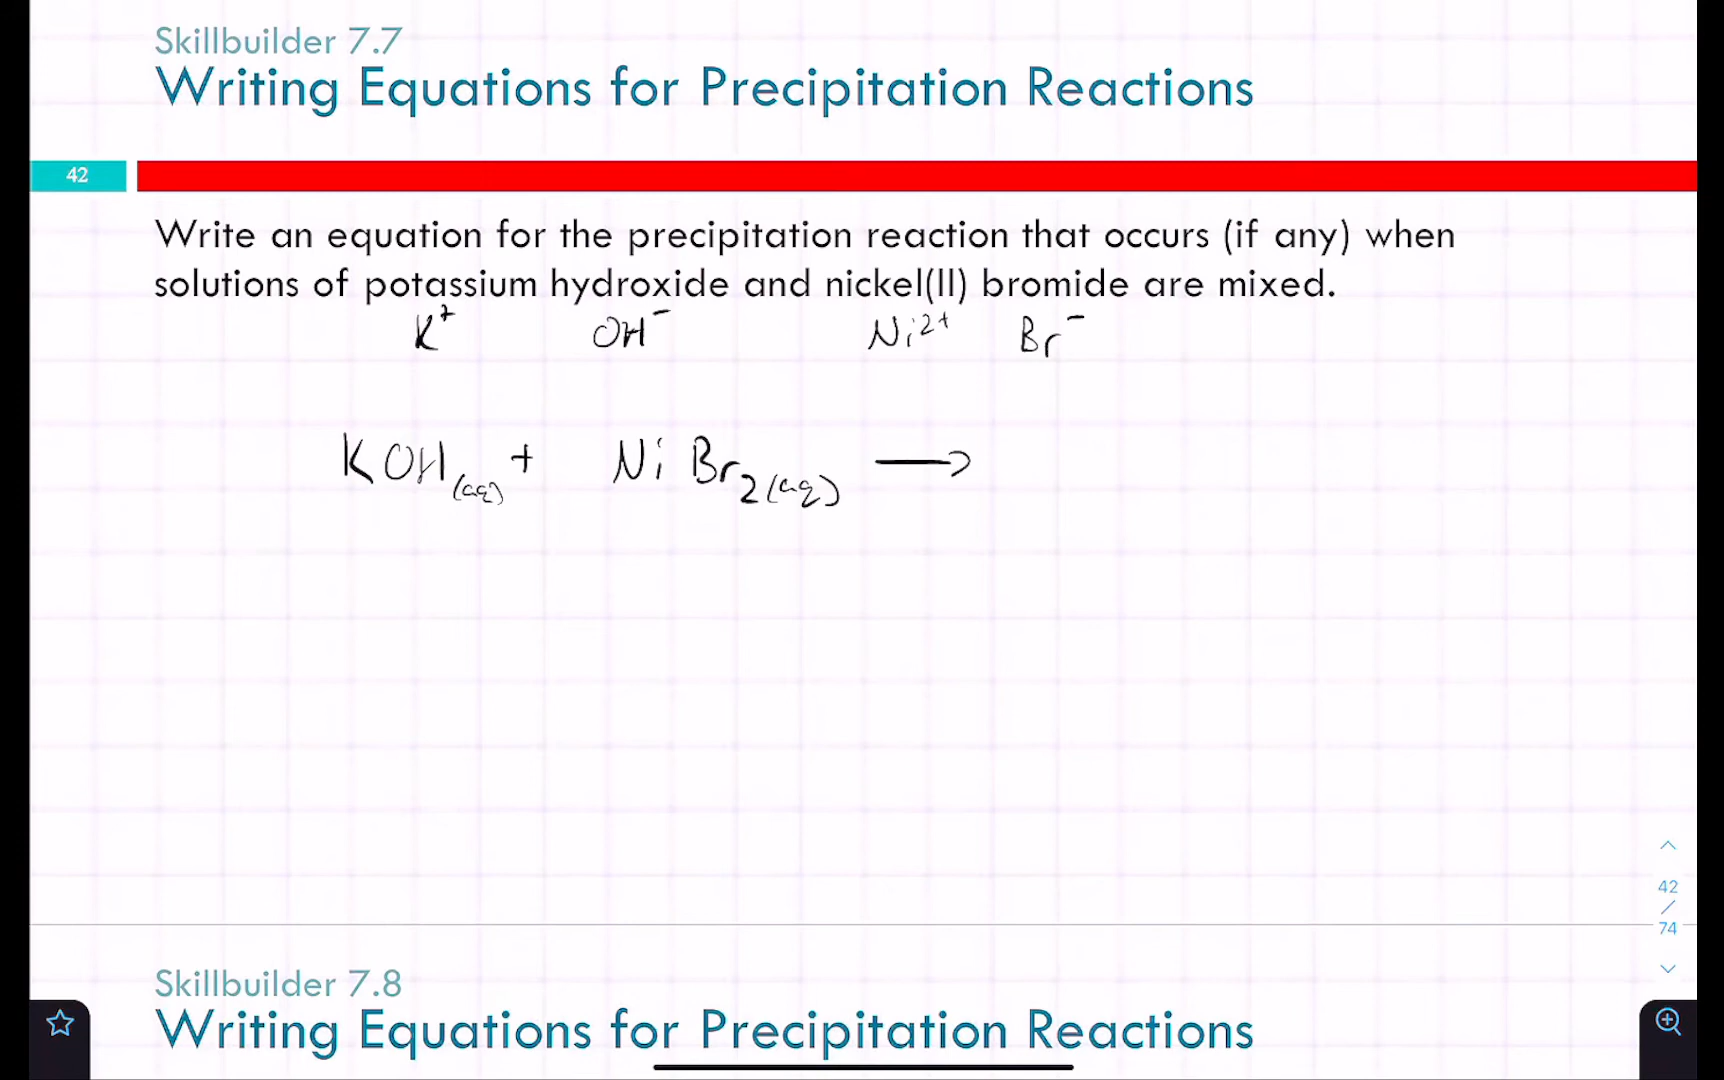 Skillbuilder 7.7
Writing Equations for Precipitation Reactions
42
Write an equation for the precipitation reaction that occurs (if any) when
solutions of potassium hydroxide and nickel(II) bromide are mixed.
K⁺ OH⁻ Ni²⁺ Br⁻
KOH₍aq₎ + NiBr₂₍aq₎ →
42
/
74
Skillbuilder 7.8
Writing Equations for Precipitation Reactions